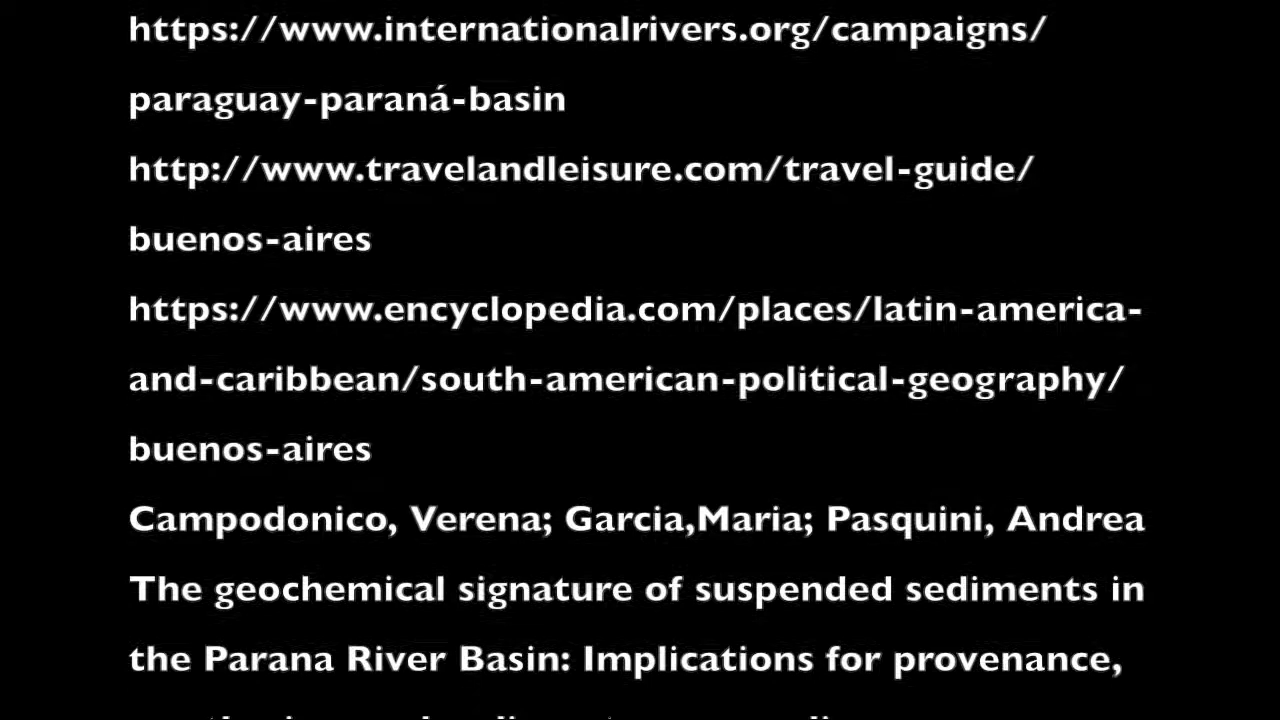 https://www.internationalrivers.org/campaigns/
paraguay-paraná-basin
http://www.travelandleisure.com/travel-guide/
buenos-aires
https://www.encyclopedia.com/places/latin-america-
and-caribbean/south-american-political-geography/
buenos-aires
Campodonico, Verena; Garcia,Maria; Pasquini, Andrea
The geochemical signature of suspended sediments in
the Parana River Basin: Implications for provenance,